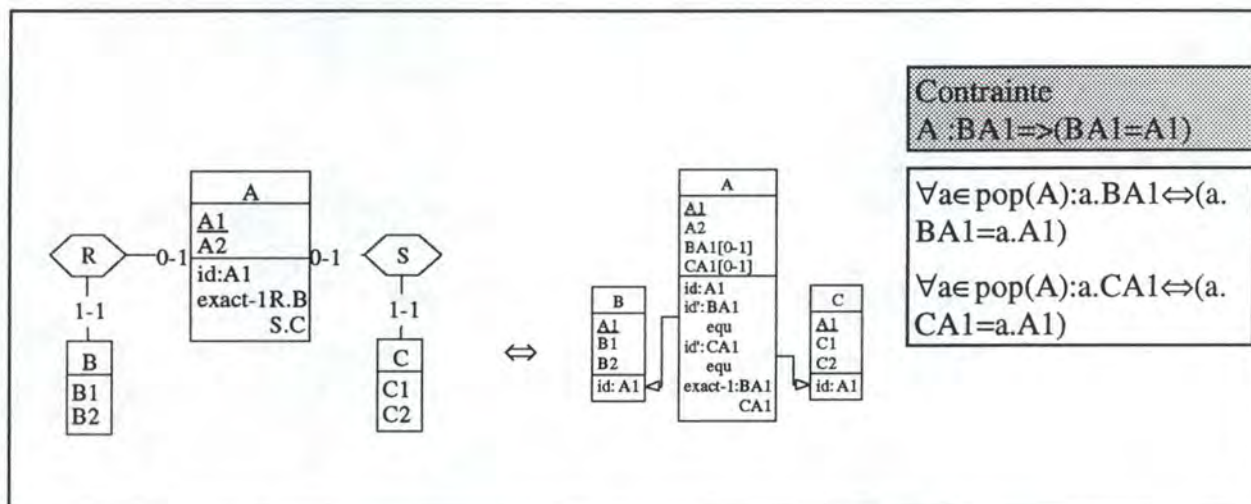 A
A1
A2
id:A1
exact-1R.B
S.C
R
0-1
0-1
S
1-1
1-1
B
B1
B2
C
C1
C2
⇔
A
A1
A2
BA1[0-1]
CA1[0-1]
id: A1
id': BA1
equ
id': CA1
equ
exact-1:BA1
CA1
B
A1
B1
B2
id: A1
C
A1
C1
C2
id: A1
Contrainte
A :BA1=>(BA1=A1)
∀a∈pop(A):a.BA1⇔(a.
BA1=a.A1)
∀a∈pop(A):a.CA1⇔(a.
CA1=a.A1)